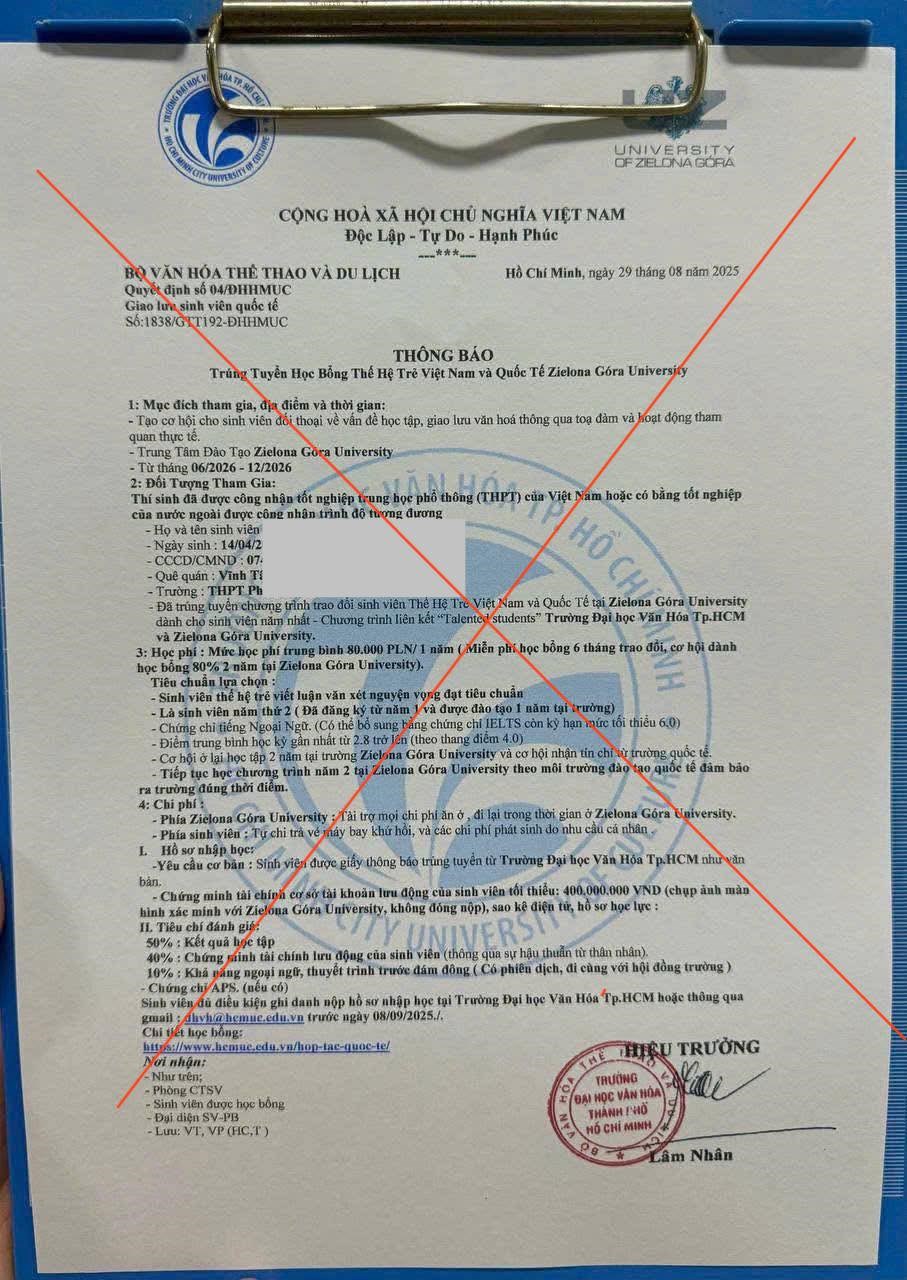 TRƯỜNG ĐẠI HỌC VĂN HÓA TP. HỒ CHÍ MINH
HO CHI MINH CITY UNIVERSITY OF CULTURE
UZ
UNIVERSITY
OF ZIELONA GÓRA
CỘNG HOÀ XÃ HỘI CHỦ NGHĨA VIỆT NAM
Độc Lập - Tự Do - Hạnh Phúc
---***---
BỘ VĂN HÓA THỂ THAO VÀ DU LỊCH
Hồ Chí Minh, ngày 29 tháng 08 năm 2025
Quyết định số 04/ĐHHMUC
Giao lưu sinh viên quốc tế
Số:1838/GTT192-ĐHHMUC
THÔNG BÁO
Trúng Tuyển Học Bổng Thế Hệ Trẻ Việt Nam và Quốc Tế Zielona Góra University
1: Mục đích tham gia, địa điểm và thời gian:
- Tạo cơ hội cho sinh viên đối thoại về vấn đề học tập, giao lưu văn hoá thông qua toạ đàm và hoạt động tham
quan thực tế.
- Trung Tâm Đào Tạo Zielona Góra University
- Từ tháng 06/2026 - 12/2026
2: Đối Tượng Tham Gia:
Thí sinh đã được công nhận tốt nghiệp trung học phổ thông (THPT) của Việt Nam hoặc có bằng tốt nghiệp
của nước ngoài được công nhận trình độ tương đương
- Họ và tên sinh viên
- Ngày sinh : 14/04/2
- CCCD/CMND : 07
- Quê quán : Vĩnh
- Trường : THPT Ph
- Đã trúng tuyển chương trình trao đổi sinh viên Thế Hệ Trẻ Việt Nam và Quốc Tế tại Zielona Góra University
dành cho sinh viên năm nhất - Chương trình liên kết “Talented students” Trường Đại học Văn Hóa Tp.HCM
và Zielona Góra University.
3: Học phí : Mức học phí trung bình 80.000 PLN/ 1 năm ( Miễn phí học bổng 6 tháng trao đổi, cơ hội dành
học bổng 80% 2 năm tại Zielona Góra University).
Tiêu chuẩn lựa chọn :
- Sinh viên thế hệ trẻ viết luận văn xét nguyện vọng đạt tiêu chuẩn
- Là sinh viên năm thứ 2 ( Đã đăng ký từ năm 1 và được đào tạo 1 năm tại trường)
- Chứng chỉ tiếng Ngoại Ngữ. (Có thể bổ sung bằng chứng chỉ IELTS còn kỳ hạn mức tối thiểu 6.0)
- Điểm trung bình học kỳ gần nhất từ 2.8 trở lên (theo thang điểm 4.0)
- Cơ hội ở lại học tập 2 năm tại trường Zielona Góra University và cơ hội nhận tín chỉ từ trường quốc tế.
- Tiếp tục học chương trình năm 2 tại Zielona Góra University theo môi trường đào tạo quốc tế đảm bảo
ra trường đúng thời điểm.
4: Chi phí :
- Phía Zielona Góra University : Tài trợ mọi chi phí ăn ở , đi lại trong thời gian ở Zielona Góra University.
- Phía sinh viên : Tự chi trả vé máy bay khứ hồi, và các chi phí phát sinh do nhu cầu cá nhân .
I. Hồ sơ nhập học:
-Yêu cầu cơ bản : Sinh viên được giấy thông báo trúng tuyển từ Trường Đại học Văn Hóa Tp.HCM như văn
bản.
- Chứng minh tài chính cơ sở tài khoản lưu động của sinh viên tối thiểu: 400.000.000 VND (chụp ảnh màn
hình xác minh với Zielona Góra University, không đóng nộp), sao kê điện tử, hồ sơ học lực :
II. Tiêu chí đánh giá:
50% : Kết quả học tập
40% : Chứng minh tài chính lưu động của sinh viên (thông qua sự hậu thuẫn từ thân nhân).
10% : Khả năng ngoại ngữ, thuyết trình trước đám đông ( Có phiên dịch, đi cùng với hội đồng trường )
- Chứng chỉ APS. (nếu có)
Sinh viên đủ điều kiện ghi danh nộp hồ sơ nhập học tại Trường Đại học Văn Hóa Tp.HCM hoặc thông qua
gmail : dhvh@hcmuc.edu.vn trước ngày 08/09/2025./.
Chi tiết học bổng:
https://www.hcmuc.edu.vn/hop-tac-quoc-te/
Nơi nhận:
- Như trên;
- Phòng CTSV
- Sinh viên được học bổng
- Đại diện SV-PB
- Lưu: VT, VP (HC,T )
HIỆU TRƯỞNG
BỘ VĂN HÓA THỂ THAO VÀ DU LỊCH
TRƯỜNG
ĐẠI HỌC VĂN HÓA
THÀNH PHỐ
HỒ CHÍ MINH
Lâm Nhân